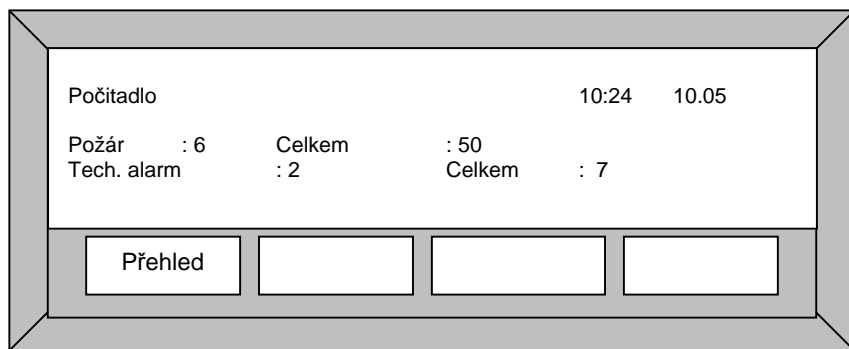 Počitadlo 10:24 10.05
Požár : 6 Celkem : 50
Tech. alarm : 2 Celkem : 7
Přehled